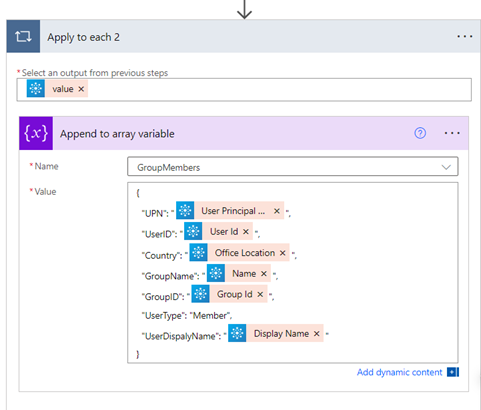 Apply to each 2
*Select an output from previous steps
value ×
{x} Append to array variable
*Name GroupMembers
*Value {
"UPN": " User Principal ... × ",
"UserID": " User Id × ",
"Country": " Office Location × ",
"GroupName": " Name × ",
"GroupID": " Group Id × ",
"UserType": "Member",
"UserDispalyName": " Display Name × "
}
Add dynamic content